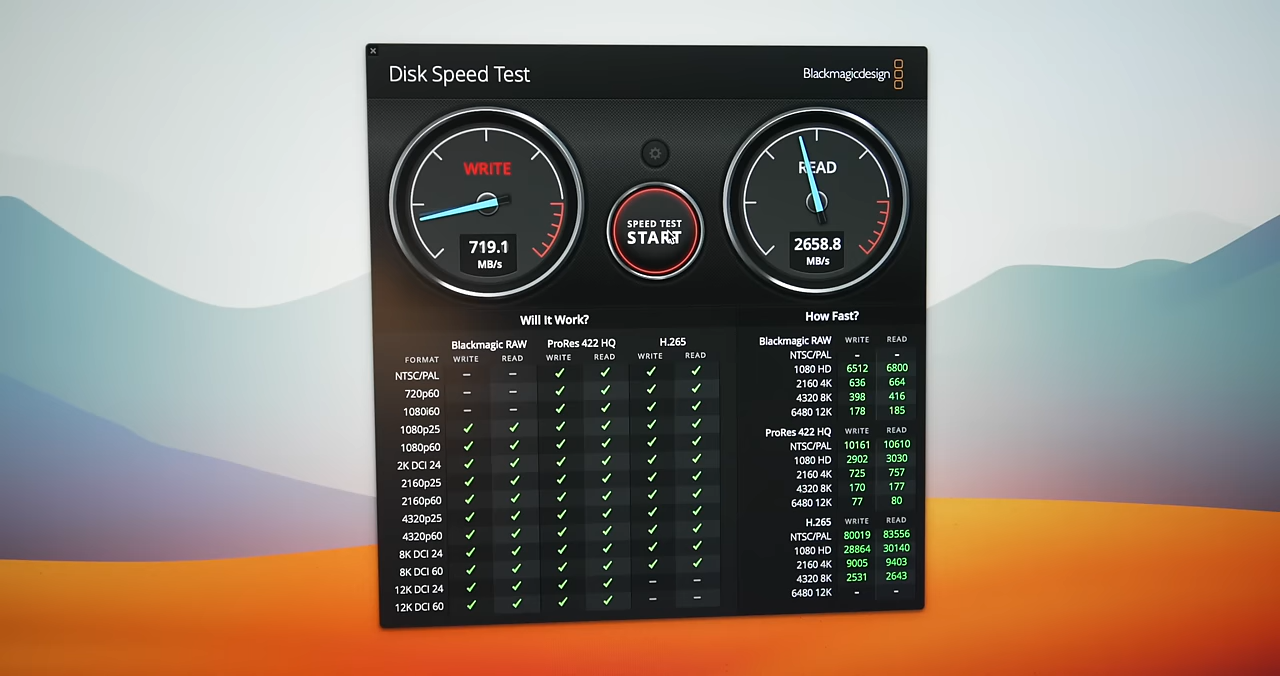 Disk Speed Test
Blackmagicdesign
WRITE
719.1
MB/s
SPEED TEST
START
READ
2658.8
MB/s
Will It Work?
Blackmagic RAW ProRes 422 HQ H.265
FORMAT WRITE READ WRITE READ WRITE READ
NTSC/PAL – – ✓ ✓ ✓ ✓
720p60 – – ✓ ✓ ✓ ✓
1080i60 – – ✓ ✓ ✓ ✓
1080p25 ✓ ✓ ✓ ✓ ✓ ✓
1080p60 ✓ ✓ ✓ ✓ ✓ ✓
2K DCI 24 ✓ ✓ ✓ ✓ ✓ ✓
2160p25 ✓ ✓ ✓ ✓ ✓ ✓
2160p60 ✓ ✓ ✓ ✓ ✓ ✓
4320p25 ✓ ✓ ✓ ✓ ✓ ✓
4320p60 ✓ ✓ ✓ ✓ ✓ ✓
8K DCI 24 ✓ ✓ ✓ ✓ ✓ ✓
8K DCI 60 ✓ ✓ ✓ ✓ ✓ ✓
12K DCI 24 ✓ ✓ ✓ ✓ – –
12K DCI 60 ✓ ✓ ✓ ✓ – –
How Fast?
Blackmagic RAW WRITE READ
NTSC/PAL – –
1080 HD 6512 6800
2160 4K 636 664
4320 8K 398 416
6480 12K 178 185
ProRes 422 HQ WRITE READ
NTSC/PAL 10161 10610
1080 HD 2902 3030
2160 4K 725 757
4320 8K 170 177
6480 12K 77 80
H.265 WRITE READ
NTSC/PAL 80019 83556
1080 HD 28864 30140
2160 4K 9005 9403
4320 8K 2531 2643
6480 12K – –